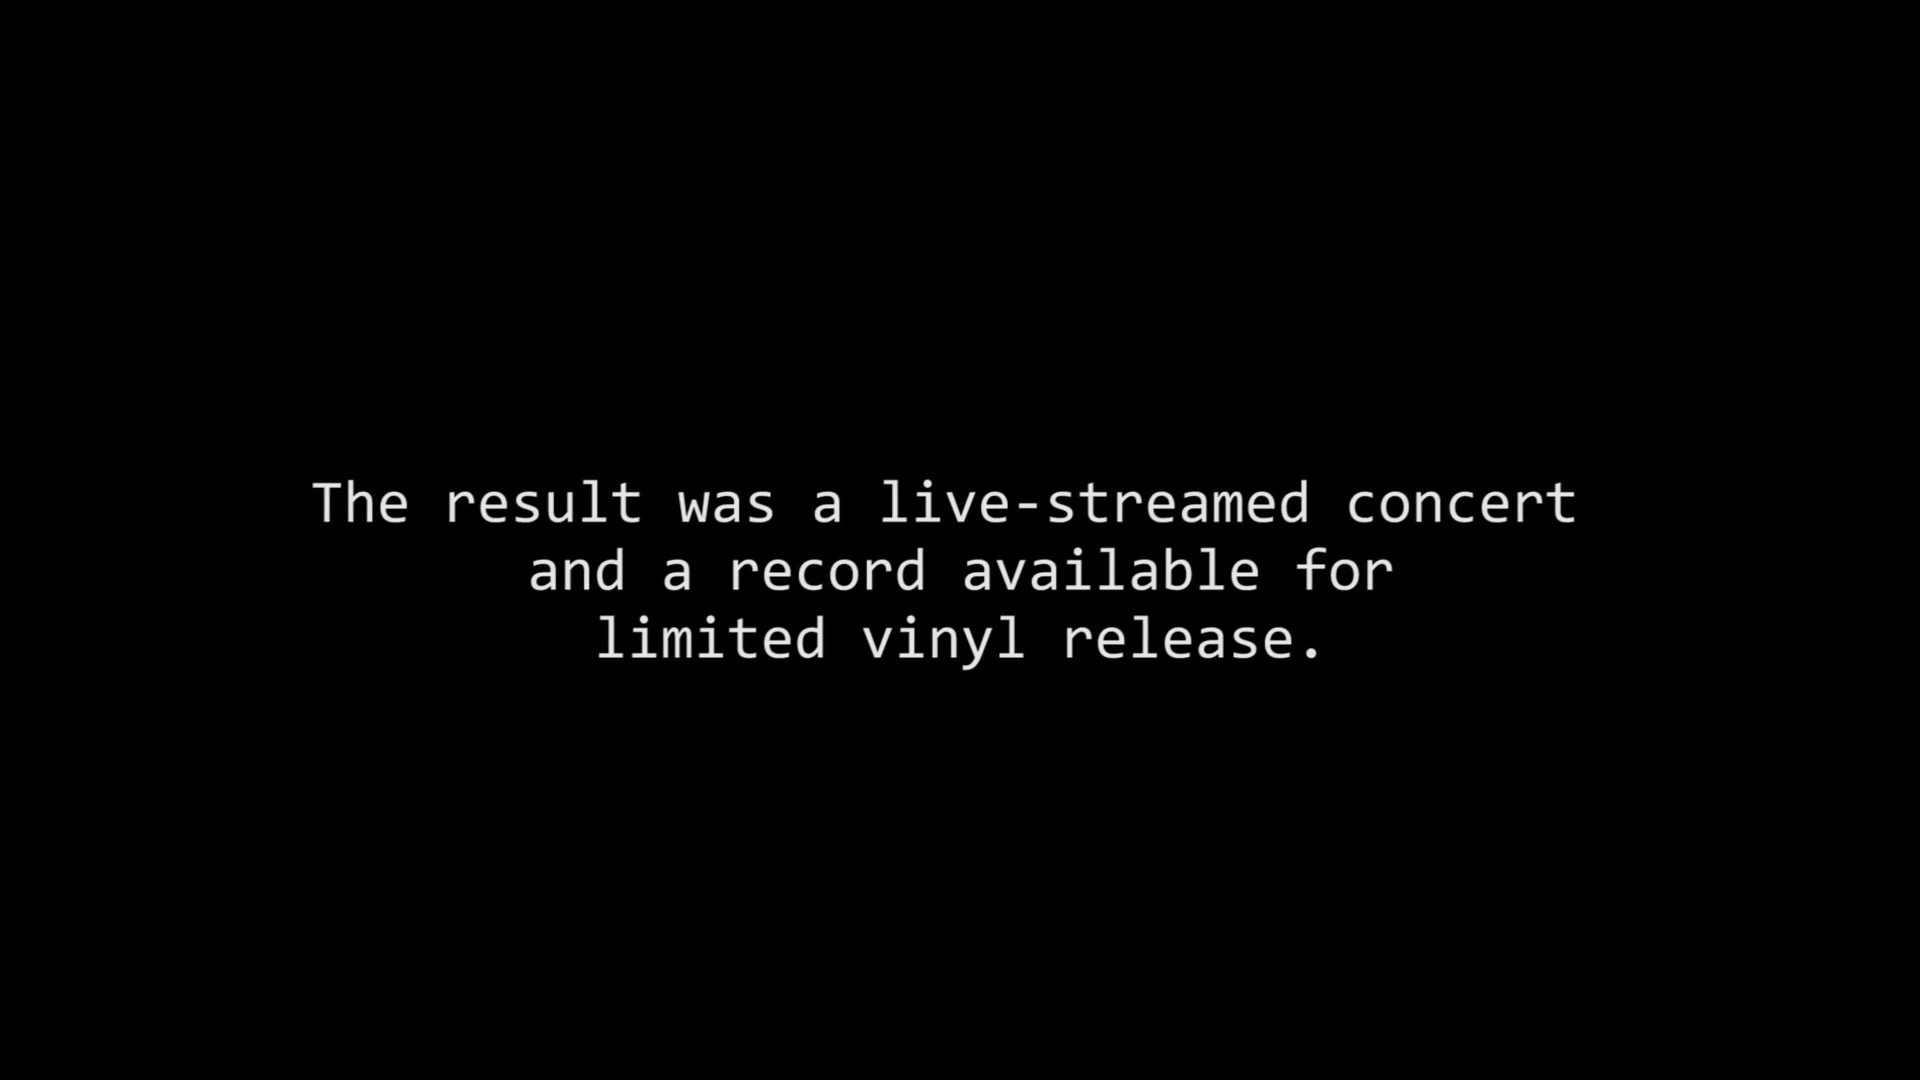 The result was a live-streamed concert
and a record available for
limited vinyl release.